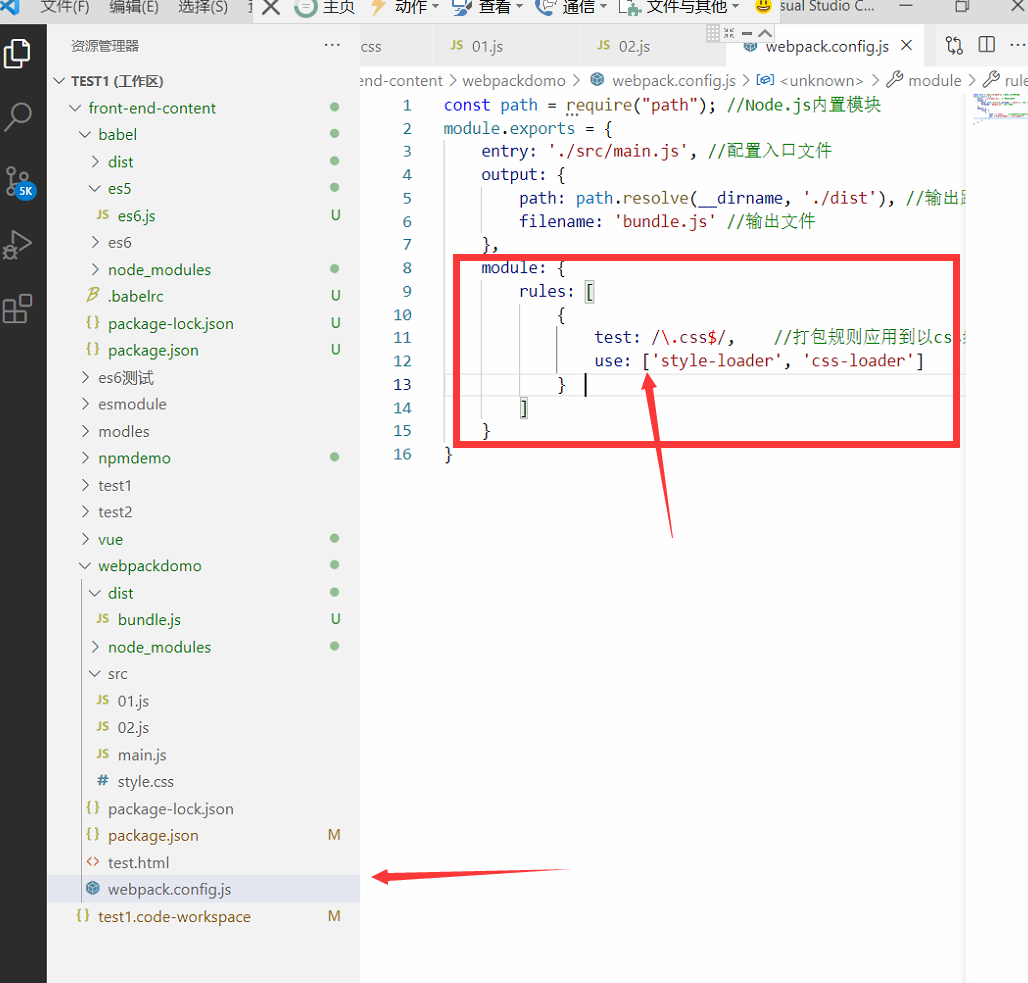 文件(F) 编辑(E) 选择(S) 主页 动作 查看 通信 文件与其他 sual Studio C...
资源管理器 ···
css JS 01.js JS 02.js webpack.config.js
TEST1 (工作区)
front-end-content
babel
dist
es5
JS es6.js U
es6
node_modules
.babelrc U
{} package-lock.json U
{} package.json U
es6测试
esmodule
modles
npmdemo
test1
test2
vue
webpackdomo
dist
JS bundle.js U
node_modules
src
JS 01.js
JS 02.js
JS main.js
# style.css
{} package-lock.json
{} package.json M
<> test.html
webpack.config.js
{} test1.code-workspace M
5K
end-content > webpackdomo > webpack.config.js > <unknown> > module > rule
1 const path = require("path"); //Node.js内置模块
2 module.exports = {
3 entry: './src/main.js', //配置入口文件
4 output: {
5 path: path.resolve(__dirname, './dist'), //输出
6 filename: 'bundle.js' //输出文件
7 },
8 module: {
9 rules: [
10 {
11 test: /\.css$/, //打包规则应用到以css
12 use: ['style-loader', 'css-loader']
13 }
14 ]
15 }
16 }